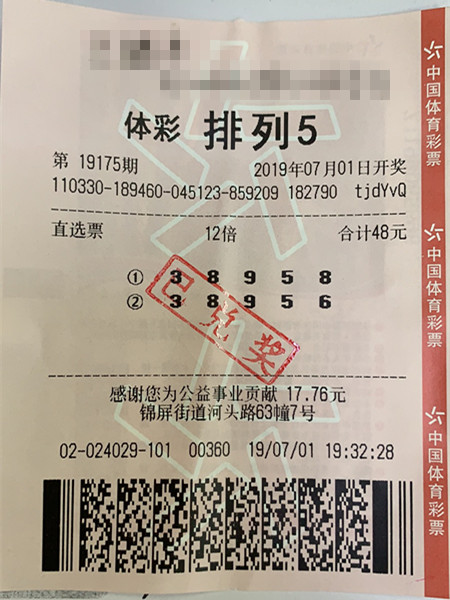 体彩 排列5
第 19175期 2019年07月01日开奖
110330-189460-045123-859209 182790 tjdYvQ
直选票 12倍 合计48元
① 3 8 9 5 8
② 3 8 9 5 6
已兑奖
感谢您为公益事业贡献 17.76元
锦屏街道河头路63幢7号
02-024029-101 00360 19/07/01 19:32:28
中国体育彩票
中国体育彩票
中国体育彩票